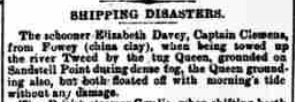 SHIPPING DISASTERS.
The schooner Elizabeth Davey, Captain Clemens,
from Fowey (china clay), when being towed up
the river Tweed by the tug Queen, grounded on
Sandstell Point during dense fog, the Queen ground-
ing also, but both floated off with morning's tide
without any damage.